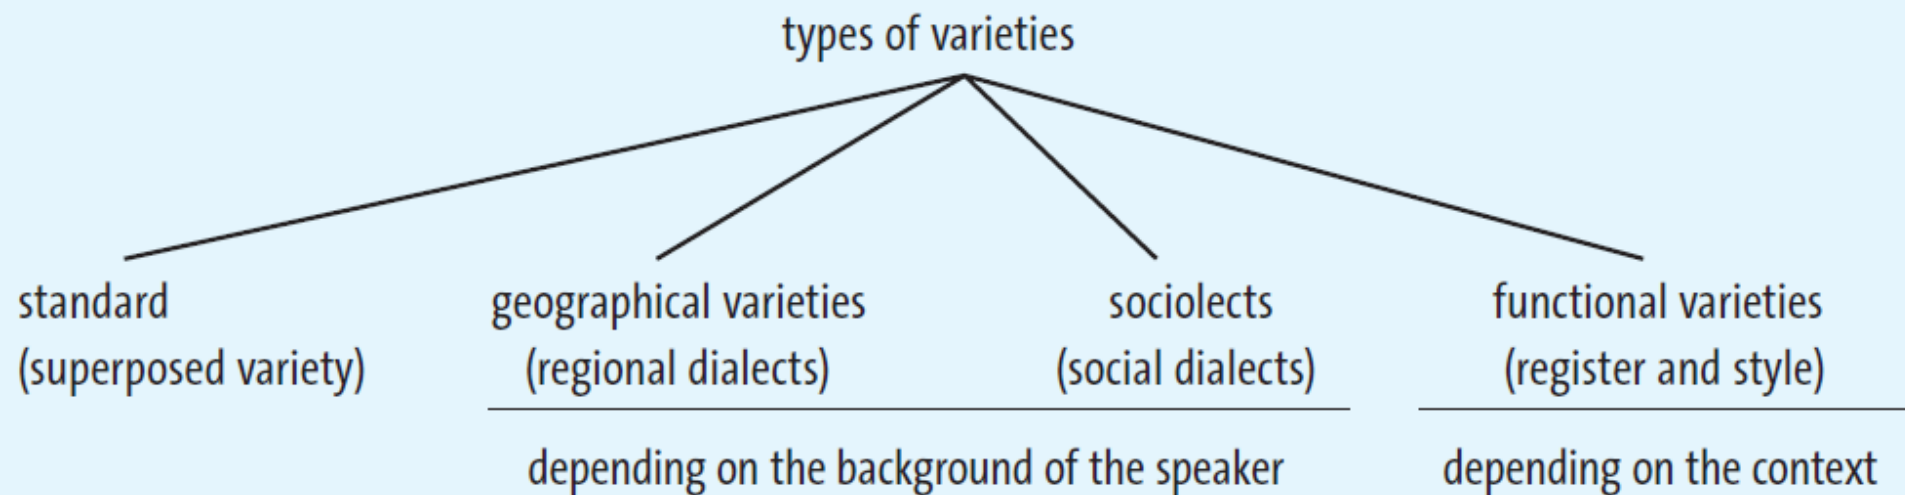 types of varieties
standard geographical varieties sociolects functional varieties
(superposed variety) (regional dialects) (social dialects) (register and style)
depending on the background of the speaker depending on the context